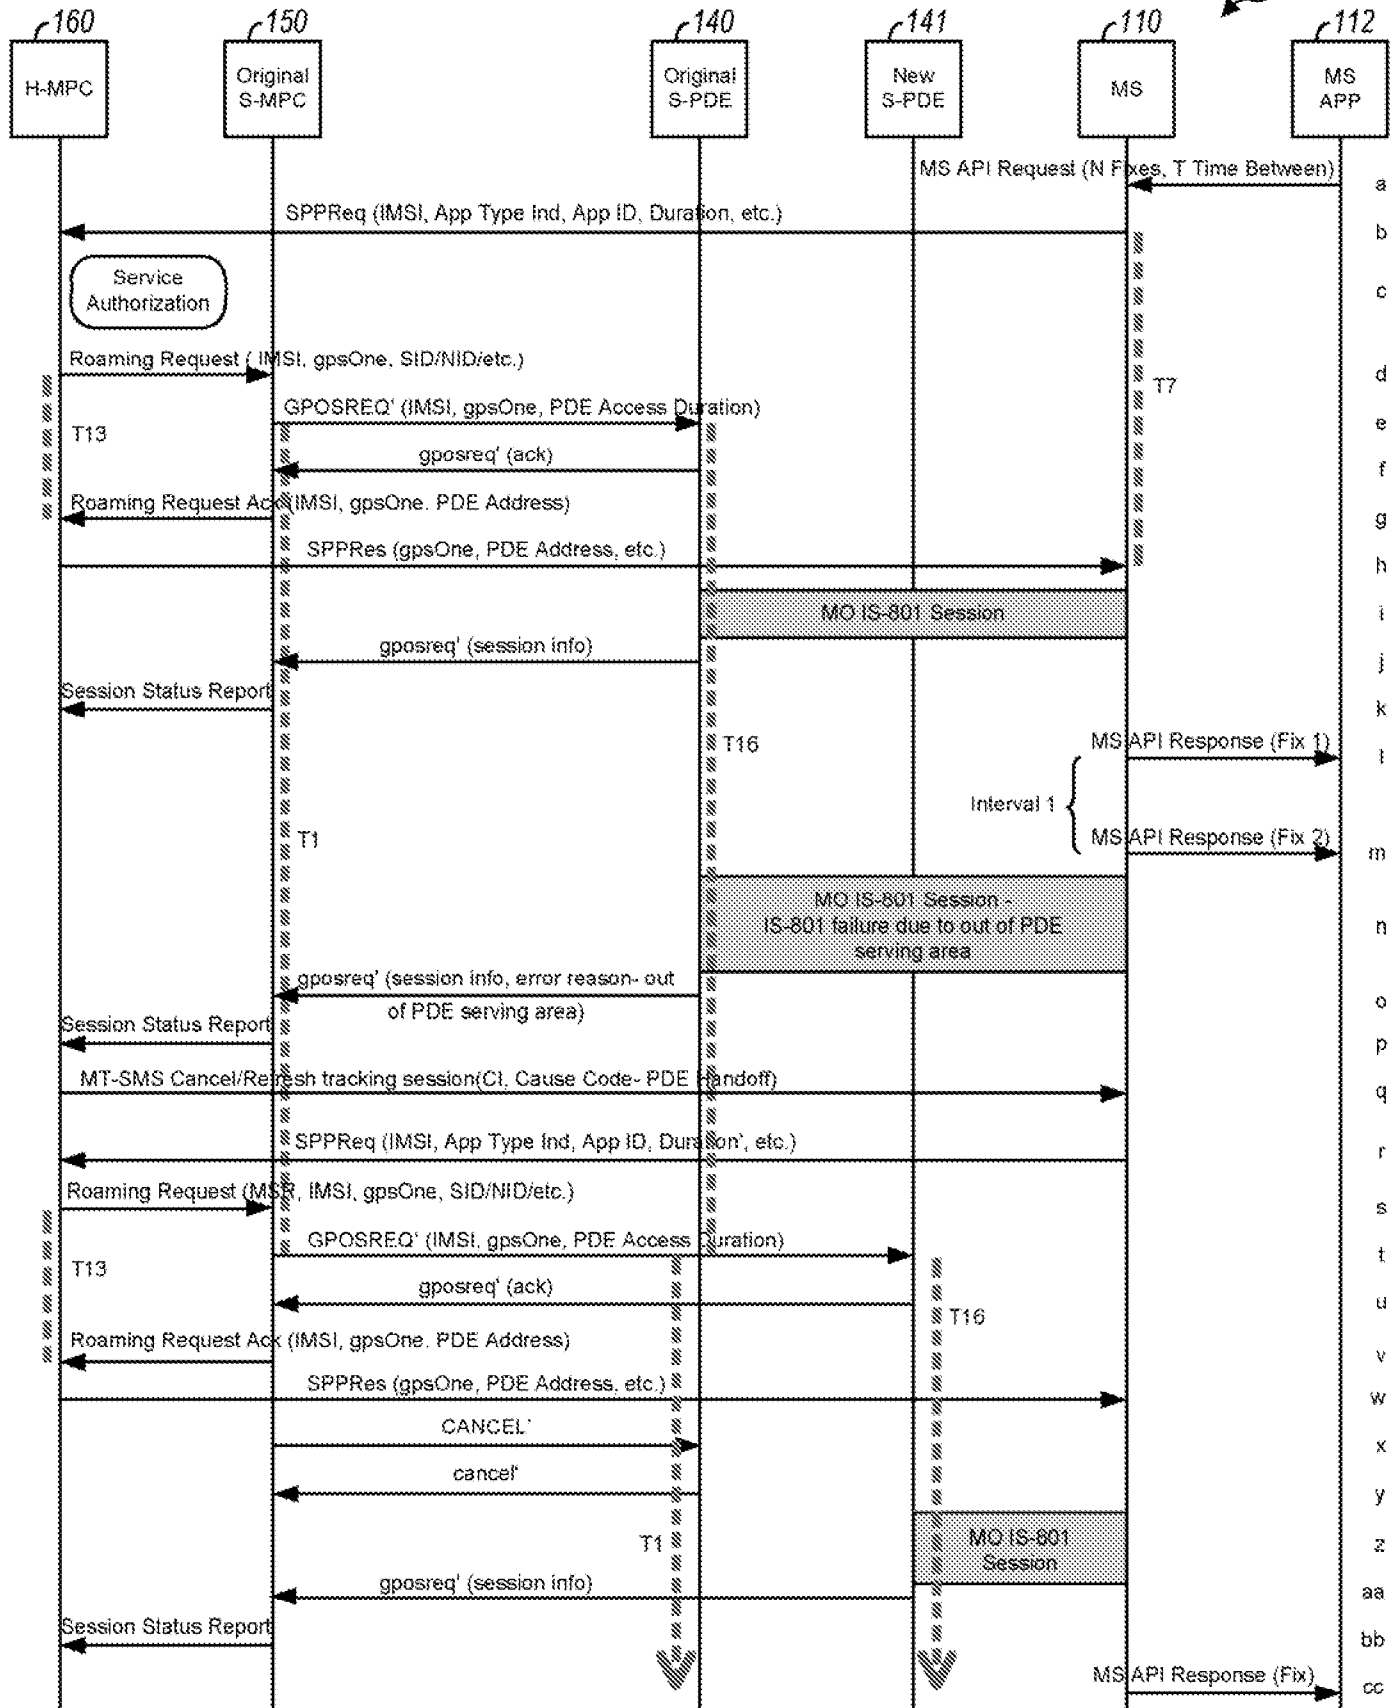 160
150
140
141
110
112
H-MPC
Original
S-MPC
Original
S-PDE
New
S-PDE
MS
MS
APP
MS API Request (N Fixes, T Time Between)
a
SPPReq (IMSI, App Type Ind, App ID, Duration, etc.)
b
Service
Authorization
c
Roaming Request ( IMSI, gpsOne, SID/NID/etc.)
d
T7
GPOSREQ' (IMSI, gpsOne, PDE Access Duration)
e
T13
gposreq' (ack)
f
Roaming Request Ack (IMSI, gpsOne. PDE Address)
g
SPPRes (gpsOne, PDE Address, etc.)
h
MO IS-801 Session
i
gposreq' (session info)
j
Session Status Report
k
T16
MS API Response (Fix 1)
l
Interval 1
T1
MS API Response (Fix 2)
m
MO IS-801 Session -
IS-801 failure due to out of PDE
serving area
n
gposreq' (session info, error reason- out
of PDE serving area)
o
Session Status Report
p
MT-SMS Cancel/Refresh tracking session(CI, Cause Code- PDE Handoff)
q
SPPReq (IMSI, App Type Ind, App ID, Duration', etc.)
r
Roaming Request (MSR, IMSI, gpsOne, SID/NID/etc.)
s
GPOSREQ' (IMSI, gpsOne, PDE Access Duration)
t
T13
gposreq' (ack)
u
T16
Roaming Request Ack (IMSI, gpsOne. PDE Address)
v
SPPRes (gpsOne, PDE Address, etc.)
w
CANCEL'
x
cancel'
y
T1
MO IS-801
Session
z
gposreq' (session info)
aa
Session Status Report
bb
MS API Response (Fix)
cc